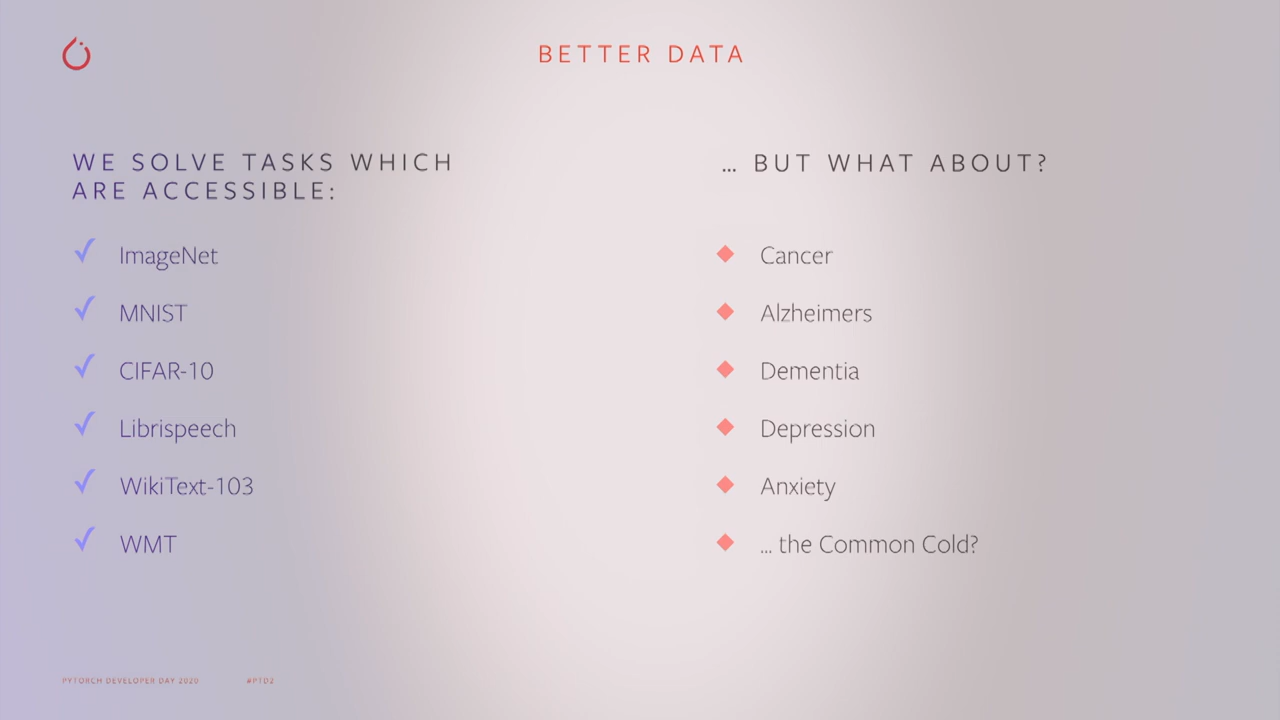 BETTER DATA
WE SOLVE TASKS WHICH
ARE ACCESSIBLE:
ImageNet
MNIST
CIFAR-10
Librispeech
WikiText-103
WMT
... BUT WHAT ABOUT?
Cancer
Alzheimers
Dementia
Depression
Anxiety
... the Common Cold?
PYTORCH DEVELOPER DAY 2020
#PTD2